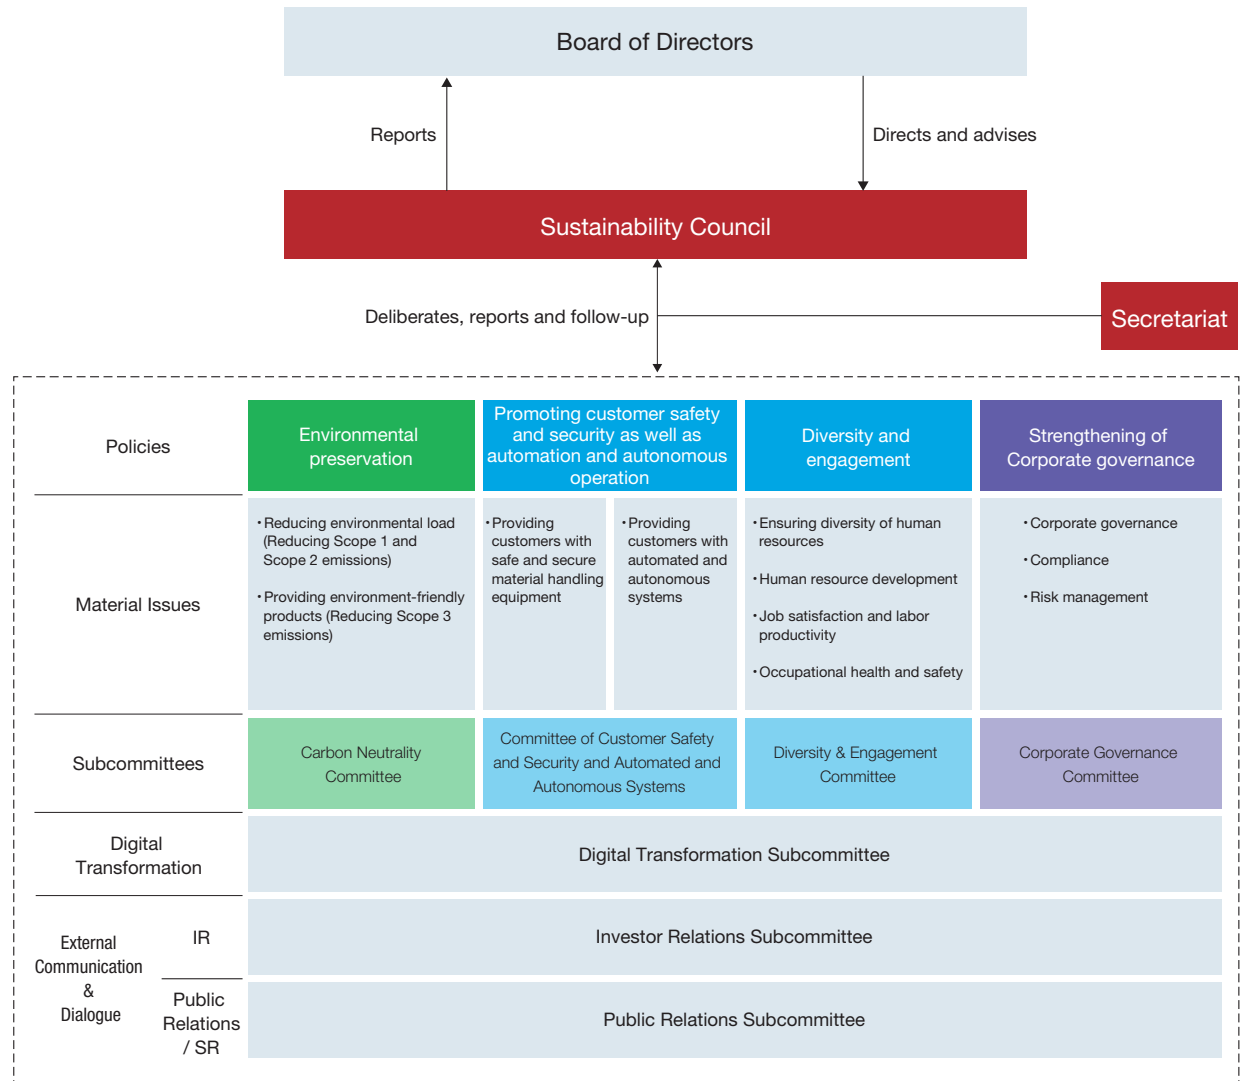 Board of Directors
Reports
Directs and advises
Sustainability Council
Deliberates, reports and follow-up
Secretariat
Policies
Environmental
preservation
Promoting customer safety
and security as well as
automation and autonomous
operation
Diversity and
engagement
Strengthening of
Corporate governance
Material Issues
・Reducing environmental load
(Reducing Scope 1 and
Scope 2 emissions)
・Providing environment-friendly
products (Reducing Scope 3
emissions)
・Providing
customers with
safe and secure
material handling
equipment
・Providing
customers with
automated and
autonomous
systems
・Ensuring diversity of human
resources
・Human resource development
・Job satisfaction and labor
productivity
・Occupational health and safety
・Corporate governance
・Compliance
・Risk management
Subcommittees
Carbon Neutrality
Committee
Committee of Customer Safety
and Security and Automated and
Autonomous Systems
Diversity & Engagement
Committee
Corporate Governance
Committee
Digital
Transformation
Digital Transformation Subcommittee
External
Communication
&
Dialogue
IR
Investor Relations Subcommittee
Public
Relations
/ SR
Public Relations Subcommittee